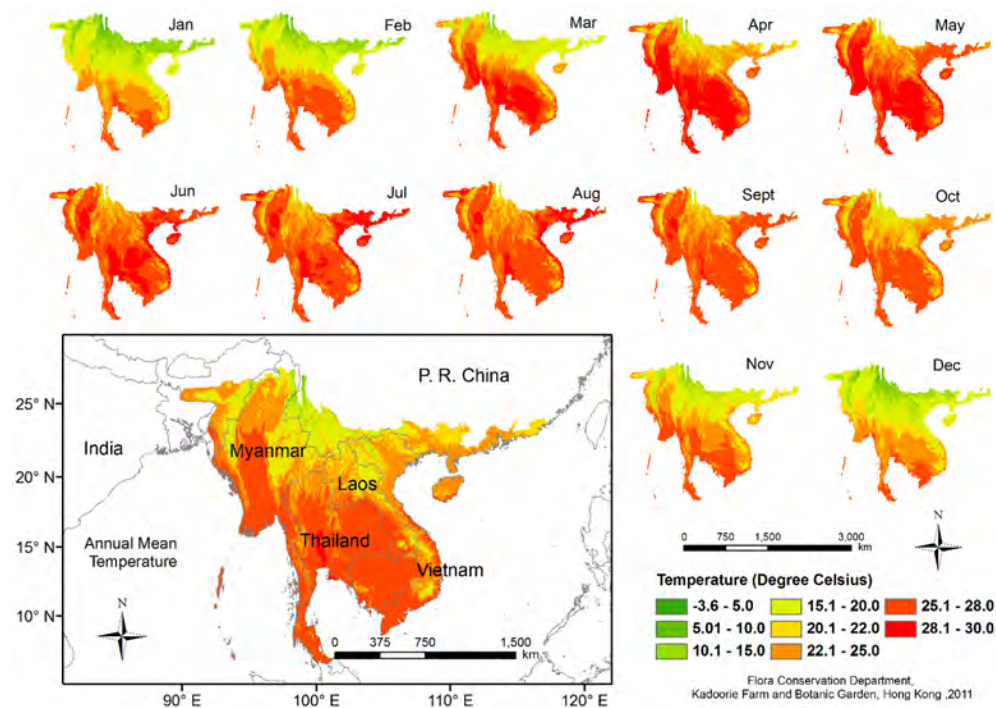 Jan
Feb
Mar
Apr
May
Jun
Jul
Aug
Sept
Oct
Nov
Dec
P. R. China
India
Myanmar
Laos
Thailand
Vietnam
Annual Mean
Temperature
25° N
20° N
15° N
10° N
90° E
100° E
110° E
120° E
N
0 375 750 1,500
km
0 750 1,500 3,000
km
N
Temperature (Degree Celsius)
-3.6 - 5.0 15.1 - 20.0 25.1 - 28.0
5.01 - 10.0 20.1 - 22.0 28.1 - 30.0
10.1 - 15.0 22.1 - 25.0
Flora Conservation Department,
Kadoorie Farm and Botanic Garden, Hong Kong ,2011